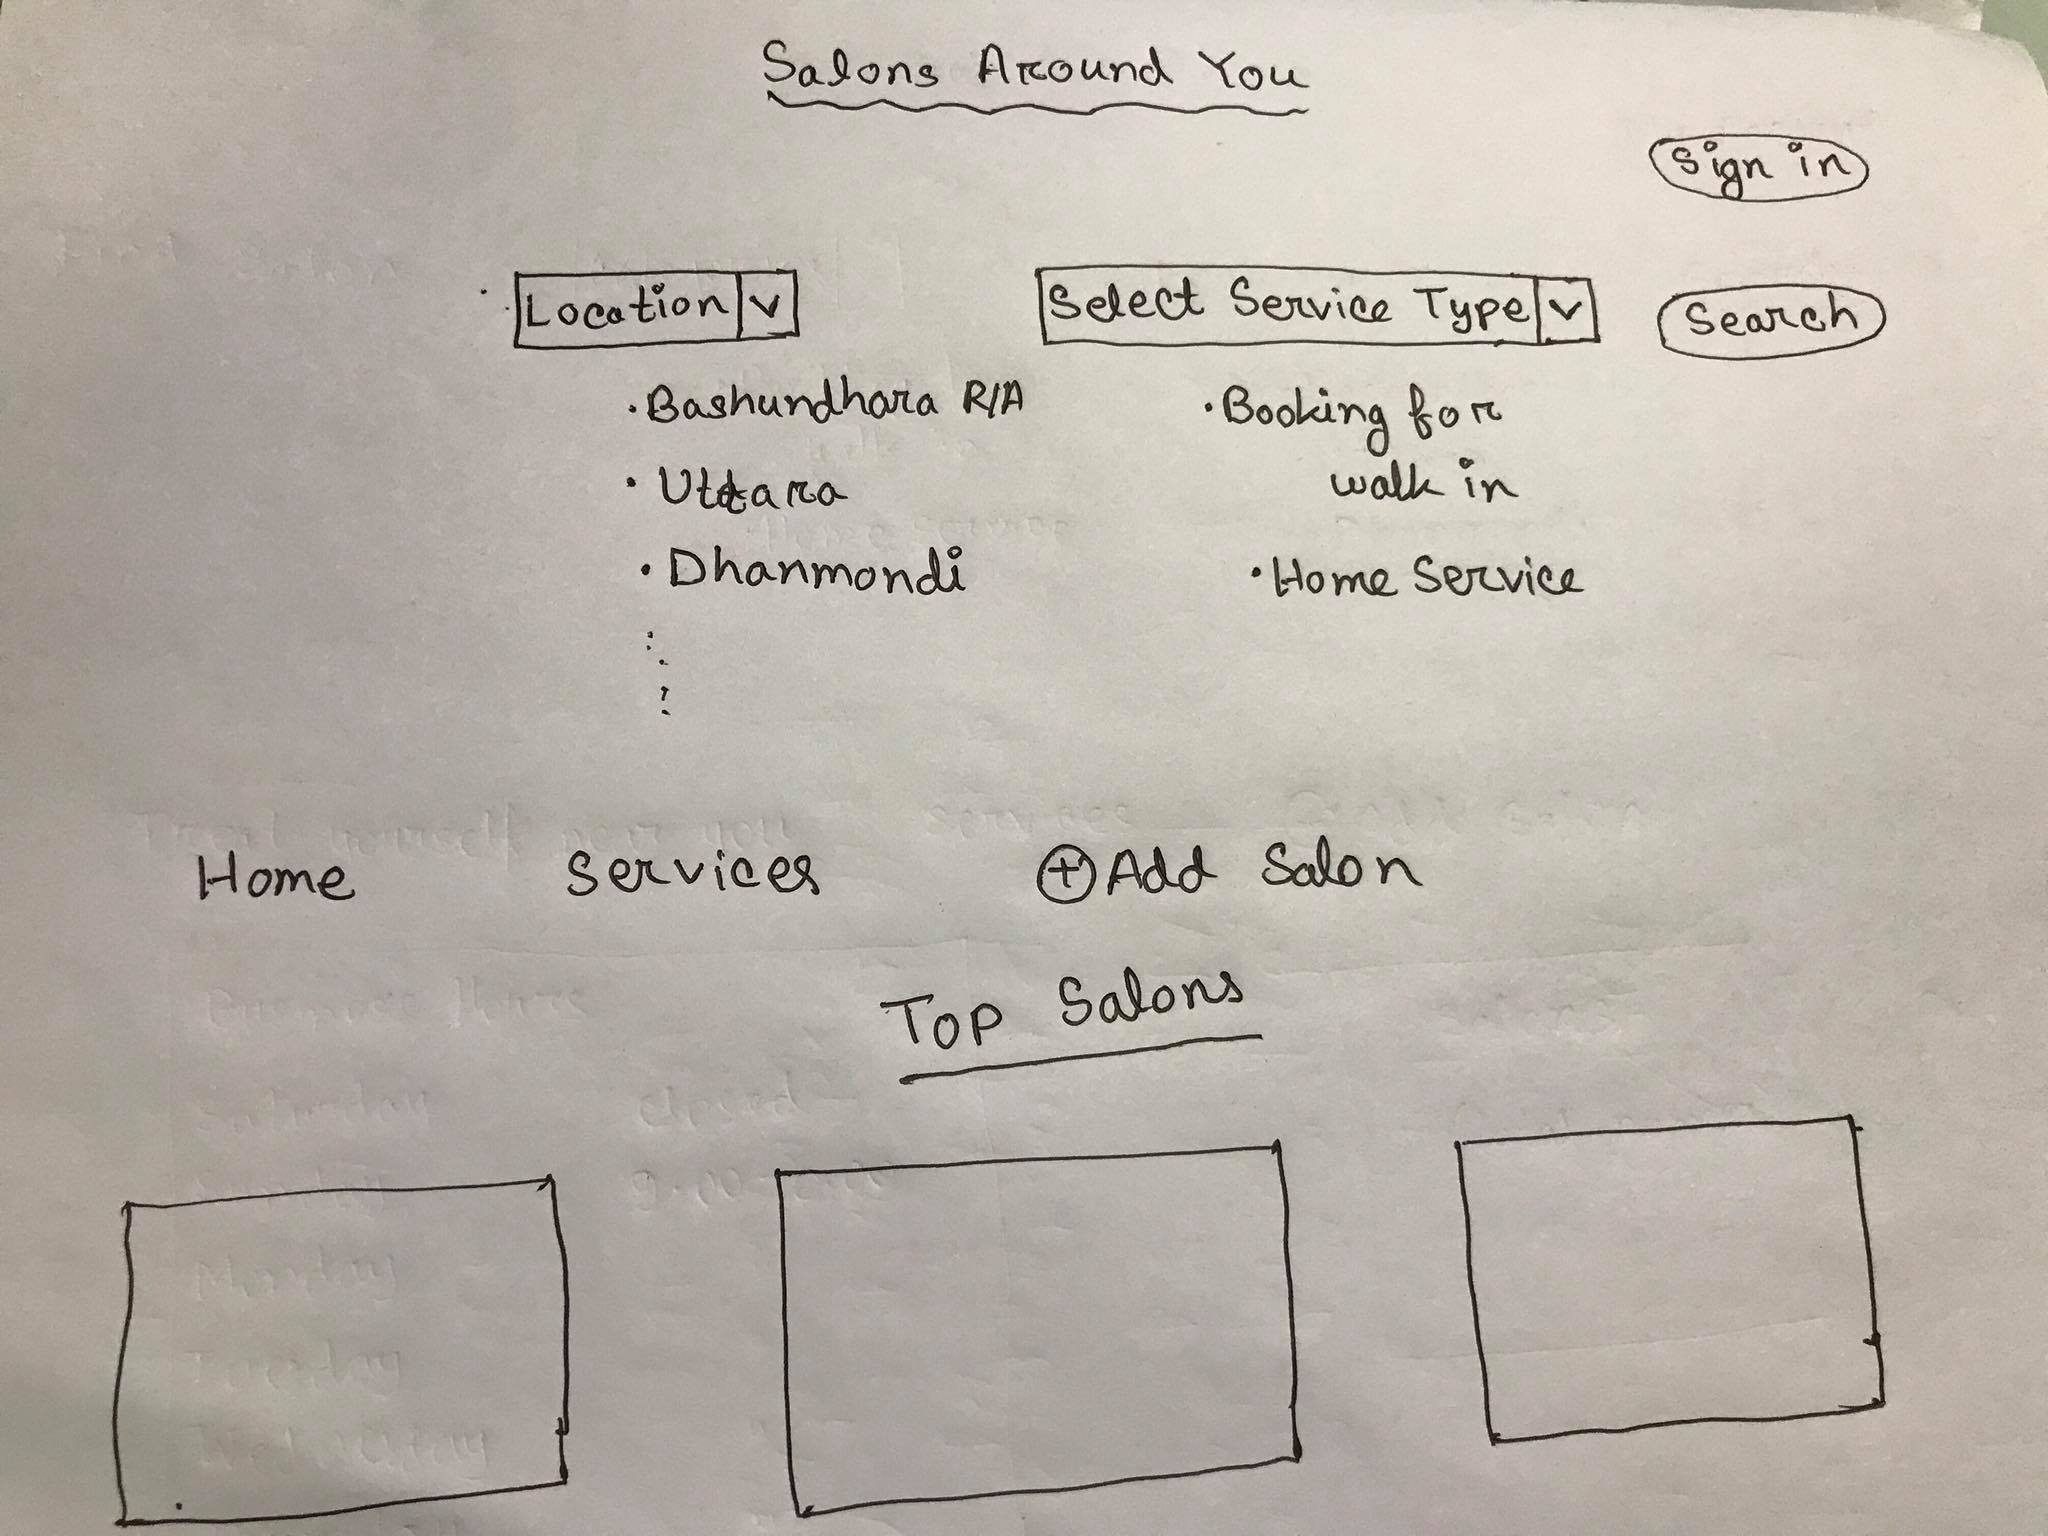 Salons Around You
Sign in
Location v Select Service Type v Search
• Bashundhara R/A
• Uttara
• Dhanmondi
• Booking for
walk in
• Home Service
Home Services + Add Salon
Top Salons